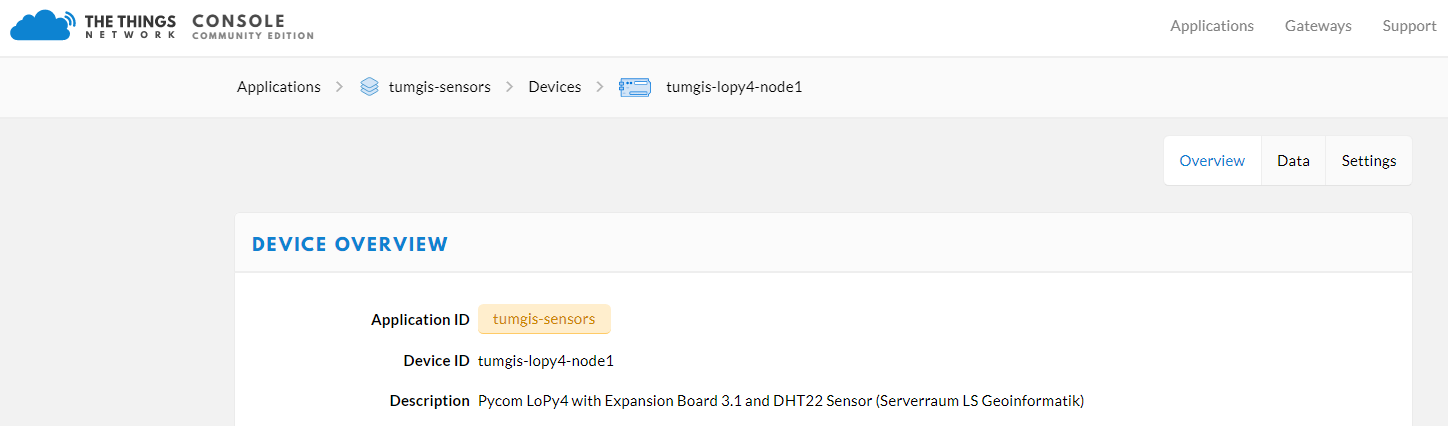 THE THINGS CONSOLE
NETWORK COMMUNITY EDITION
Applications Gateways Support
Applications tumgis-sensors Devices tumgis-lopy4-node1
Overview Data Settings
DEVICE OVERVIEW
Application ID tumgis-sensors
Device ID tumgis-lopy4-node1
Description Pycom LoPy4 with Expansion Board 3.1 and DHT22 Sensor (Serverraum LS Geoinformatik)